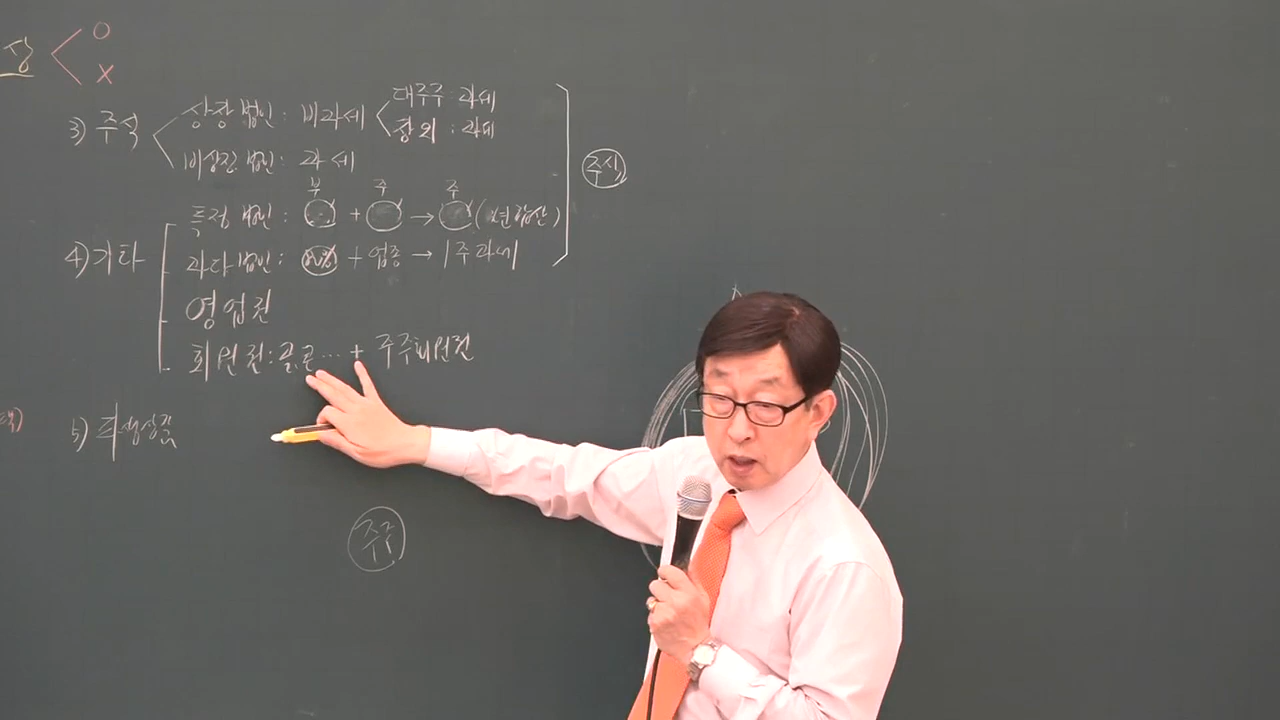 장 < O
X
3) 주식 < 상장 법인 : 비과세 < 대주주 : 과세
장외 : 과세
비상장 법인 : 과세
주식
부 주 주
4) 기타 [ 특정 법인 : + → (년 합산)
과다 법인 : + 업종 → 1주 과세
영업권
회원권 : 골, 콘 … + 주주회원권
5) 파생상품
주주